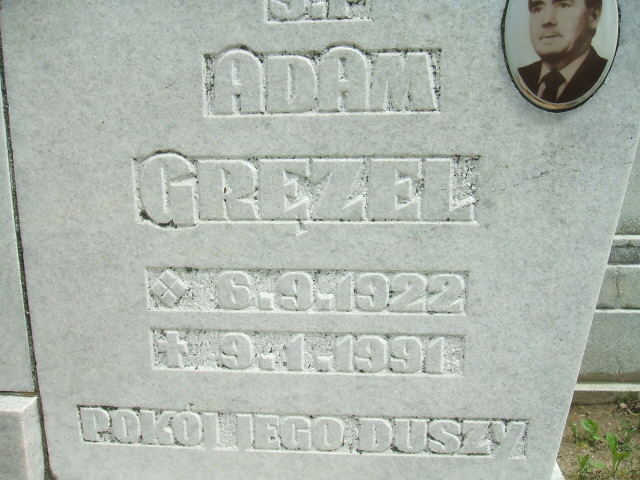 Ś.P.
ADAM
GRĘZEL
6.9.1922
9.1.1991
POKÓJ JEGO DUSZY